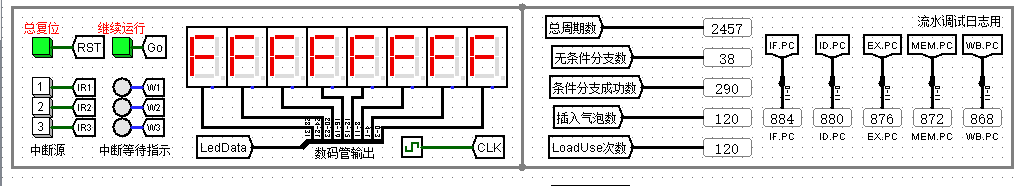 总复位 继续运行
RST Go
1 IR1 W1
2 IR2 W2
3 IR3 W3
中断源 中断等待指示
F F F F F F F F
LedData 数码管输出 CLK
流水调试日志用
总周期数 2457
无条件分支数 38
条件分支成功数 290
插入气泡数 120
LoadUse次数 120
IF.PC ID.PC EX.PC MEM.PC WB.PC
884 880 876 872 868
IF.PC ID.PC EX.PC MEM.PC WB.PC